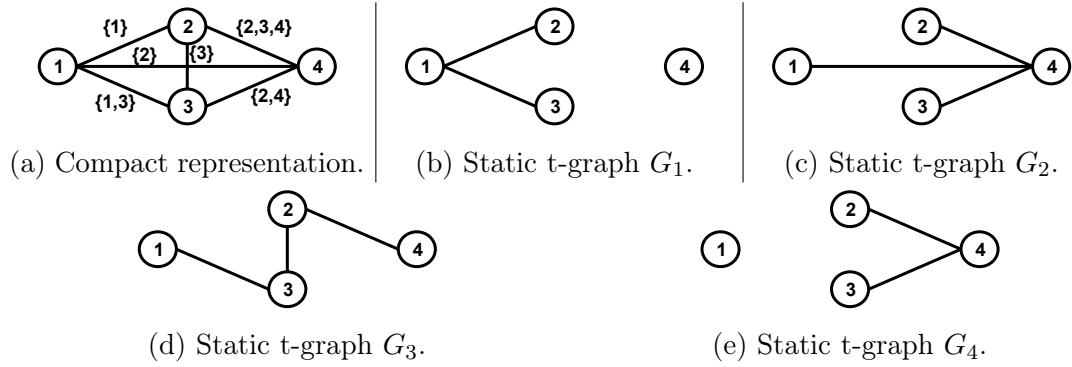 {1} 2 {2,3,4}
1 {2} {3} 4
{1,3} 3 {2,4}
(a) Compact representation.
2
1 4
3
(b) Static t-graph G₁.
2
1 4
3
(c) Static t-graph G₂.
2
1 4
3
(d) Static t-graph G₃.
2
1 4
3
(e) Static t-graph G₄.